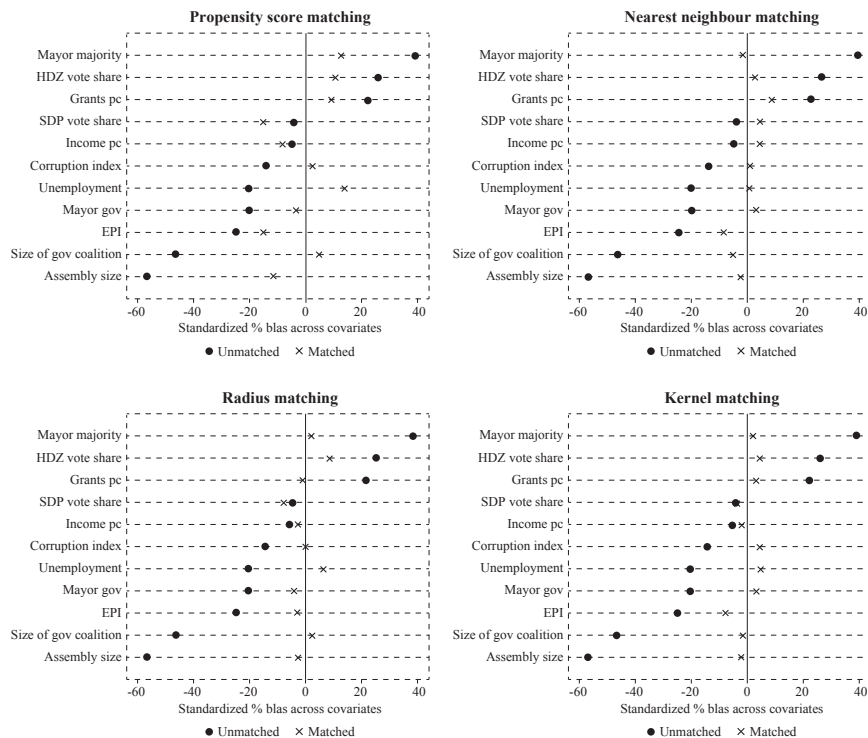 Propensity score matching
Mayor majority
HDZ vote share
Grants pc
SDP vote share
Income pc
Corruption index
Unemployment
Mayor gov
EPI
Size of gov coalition
Assembly size
-60 -40 -20 0 20 40
Standardized % blas across covariates
Unmatched × Matched
Nearest neighbour matching
Mayor majority
HDZ vote share
Grants pc
SDP vote share
Income pc
Corruption index
Unemployment
Mayor gov
EPI
Size of gov coalition
Assembly size
-60 -40 -20 0 20 40
Standardized % blas across covariates
Unmatched × Matched
Radius matching
Mayor majority
HDZ vote share
Grants pc
SDP vote share
Income pc
Corruption index
Unemployment
Mayor gov
EPI
Size of gov coalition
Assembly size
-60 -40 -20 0 20 40
Standardized % blas across covariates
Unmatched × Matched
Kernel matching
Mayor majority
HDZ vote share
Grants pc
SDP vote share
Income pc
Corruption index
Unemployment
Mayor gov
EPI
Size of gov coalition
Assembly size
-60 -40 -20 0 20 40
Standardized % blas across covariates
Unmatched × Matched